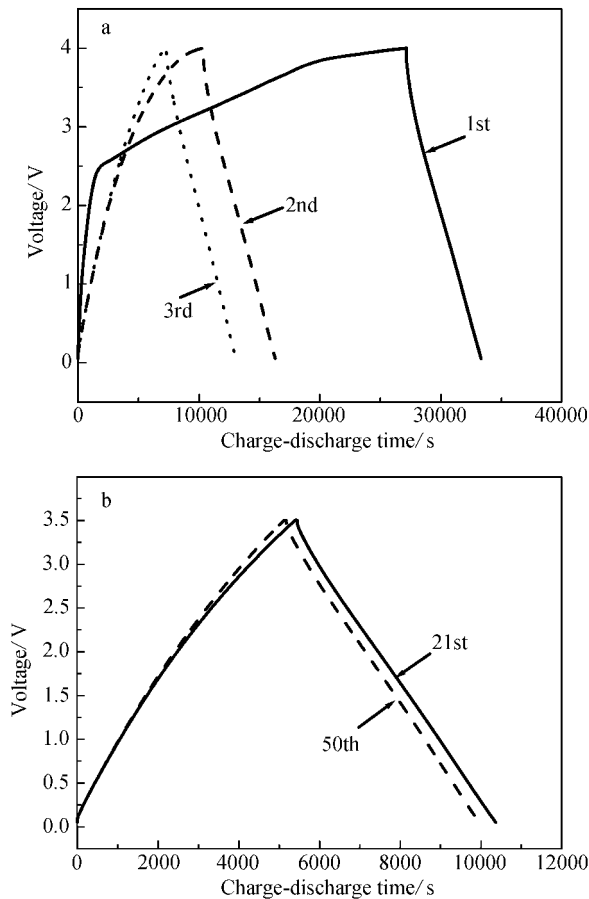 a
4
3
2
1
0
Voltage/ V
1st
2nd
3rd
0 10000 20000 30000 40000
Charge-discharge time/ s
b
3.5
3.0
2.5
2.0
1.5
1.0
0.5
0.0
Voltage/ V
21st
50th
0 2000 4000 6000 8000 10000 12000
Charge-discharge time/ s